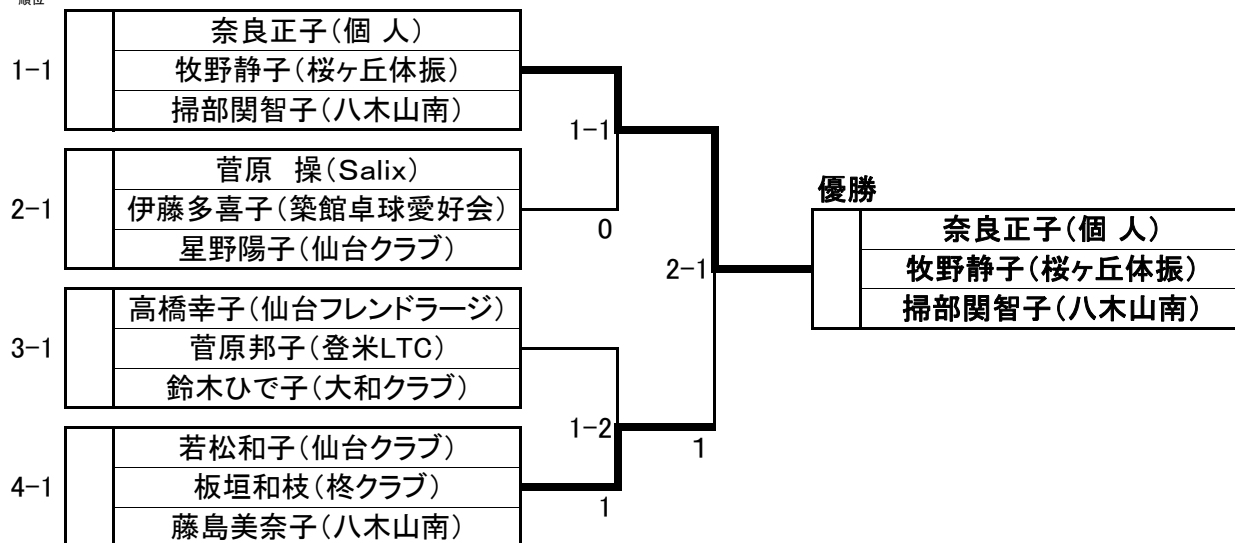 順位
1-1
奈良正子(個 人)
牧野静子(桜ヶ丘体振)
掃部関智子(八木山南)
1-1
2-1
菅原 操(Salix)
伊藤多喜子(築館卓球愛好会)
星野陽子(仙台クラブ)
0
2-1
優勝
奈良正子(個 人)
牧野静子(桜ヶ丘体振)
掃部関智子(八木山南)
3-1
高橋幸子(仙台フレンドラージ)
菅原邦子(登米LTC)
鈴木ひで子(大和クラブ)
1-2
1
4-1
若松和子(仙台クラブ)
板垣和枝(柊クラブ)
藤島美奈子(八木山南)
1